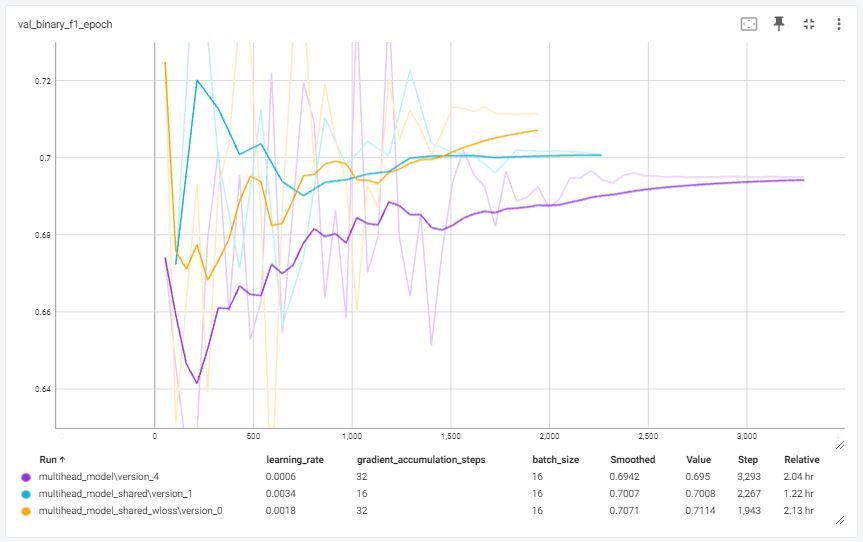 val_binary_f1_epoch
0.72
0.7
0.68
0.66
0.64
0 500 1,000 1,500 2,000 2,500 3,000
Run ↑ learning_rate gradient_accumulation_steps batch_size Smoothed Value Step Relative
multihead_model\version_4 0.0006 32 16 0.6942 0.695 3,293 2.04 hr
multihead_model_shared\version_1 0.0034 16 16 0.7007 0.7008 2,267 1.22 hr
multihead_model_shared_wloss\version_0 0.0018 32 16 0.7071 0.7114 1,943 2.13 hr